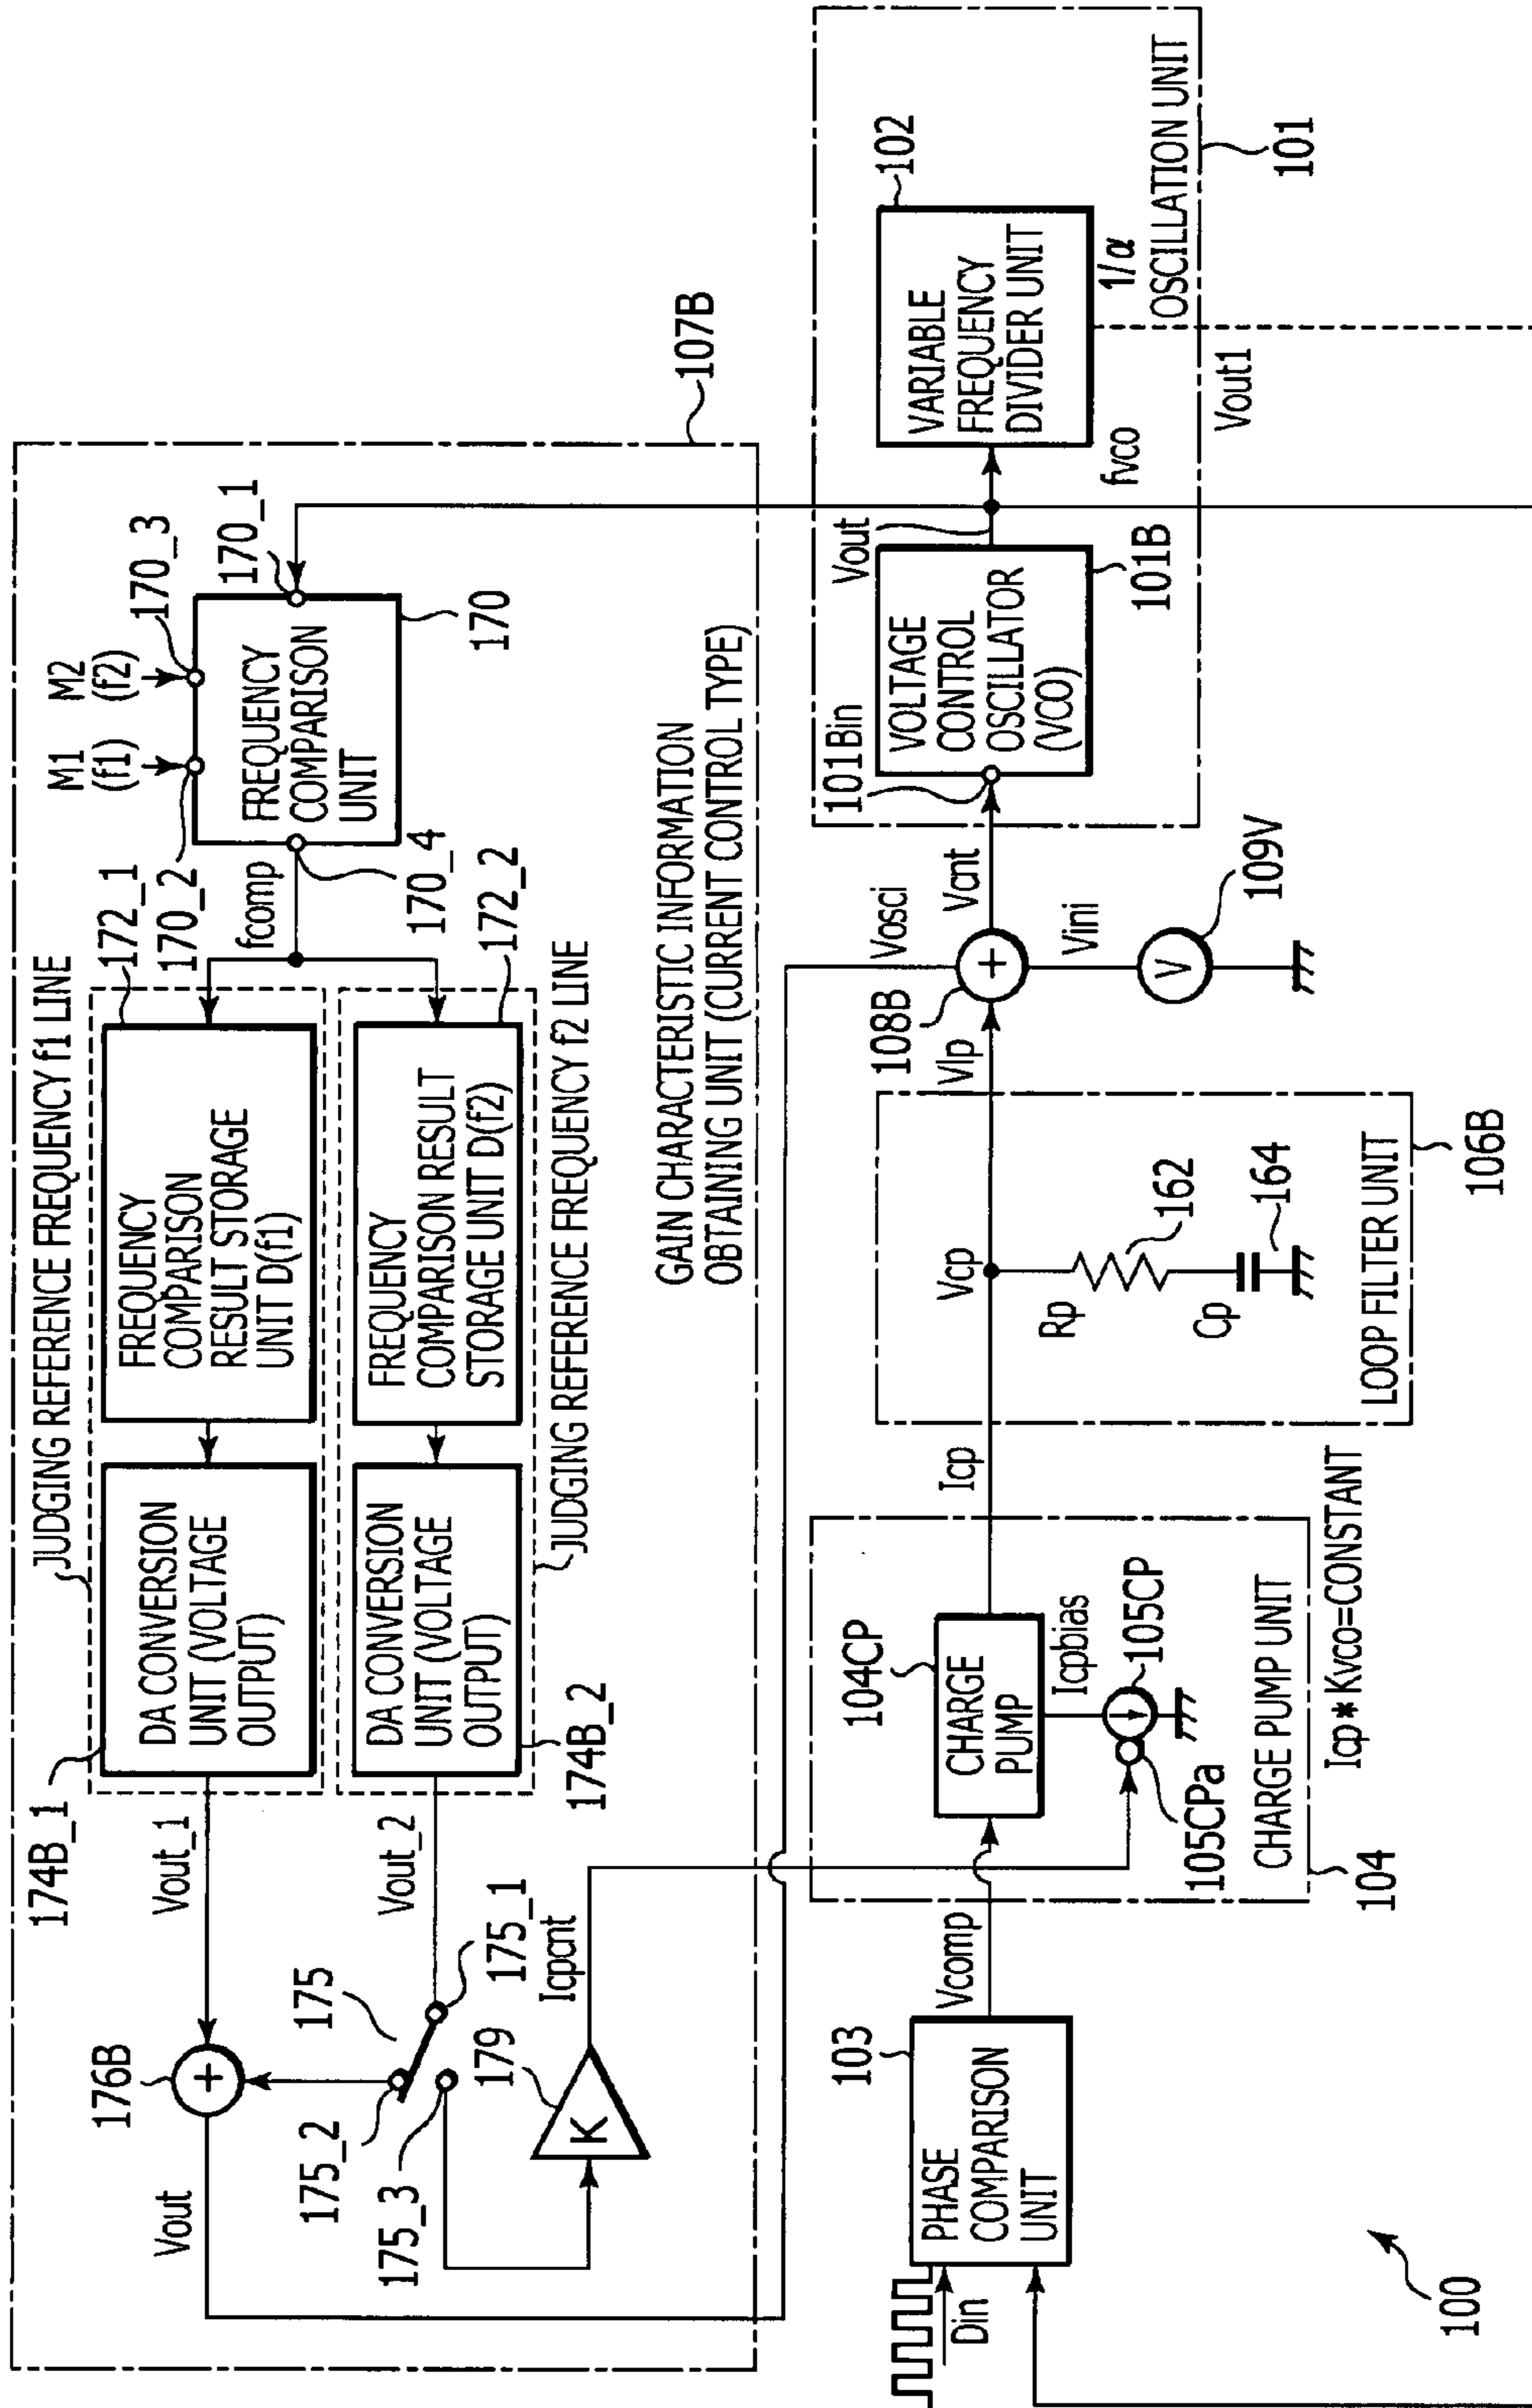 JUDGING REFERENCE FREQUENCY f1 LINE
174B_1
DA CONVERSION
UNIT (VOLTAGE
OUTPUT)
FREQUENCY
COMPARISON
RESULT STORAGE
UNIT D(f1)
172_1
170_2
fcomp
M1
(f1)
M2
(f2)
170_3
170_1
FREQUENCY
COMPARISON
UNIT
170
170_4
176B
Vout
Vout_1
Vout_2
DA CONVERSION
UNIT (VOLTAGE
OUTPUT)
174B_2
FREQUENCY
COMPARISON RESULT
STORAGE UNIT D(f2)
172_2
JUDGING REFERENCE FREQUENCY f2 LINE
175
175_1
175_2
175_3
179
K
Icpcnt
GAIN CHARACTERISTIC INFORMATION
OBTAINING UNIT (CURRENT CONTROL TYPE)
107B
103
PHASE
COMPARISON
UNIT
Din
Vcomp
104CP
CHARGE
PUMP
Icpbias
105CP
105CPa
CHARGE PUMP UNIT
104
Icp*Kvco=CONSTANT
Icp
Vcp
Rp
162
Cp
164
LOOP FILTER UNIT
106B
Vlp
108B
Vosci
Vcnt
Vini
V
109V
101Bin
VOLTAGE
CONTROL
OSCILLATOR
(VCO)
101B
Vout
fvco
VARIABLE
FREQUENCY
DIVIDER UNIT
102
1/α
OSCILLATION UNIT
101
Vout1
100